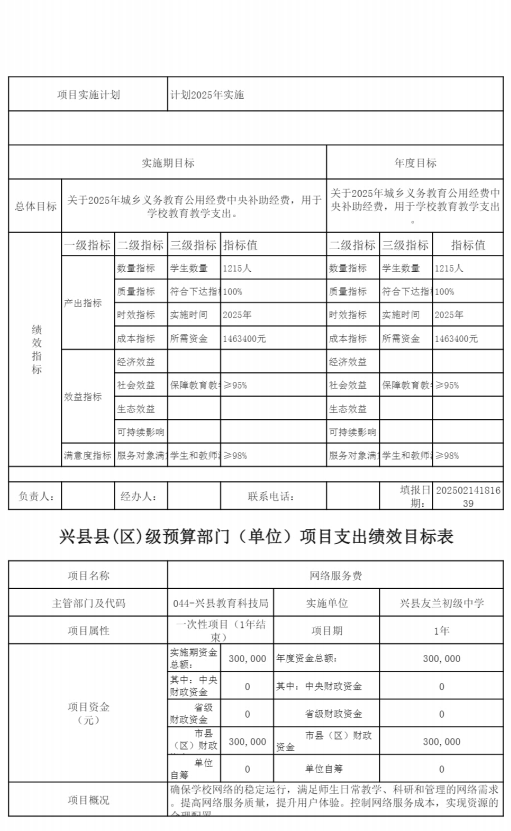 项目实施计划 计划2025年实施
实施期目标 年度目标
总体目标 关于2025年城乡义务教育公用经费中央补助经费，用于
学校教育教学支出。
关于2025年城乡义务教育公用经费中
央补助经费，用于学校教育教学支出
。
绩效指标
一级指标 二级指标 三级指标 指标值 二级指标 三级指标 指标值
产出指标
数量指标 学生数量 1215人 数量指标 学生数量 1215人
质量指标 符合下达指 100% 质量指标 符合下达指 100%
时效指标 实施时间 2025年 时效指标 实施时间 2025年
成本指标 所需资金 1463400元 成本指标 所需资金 1463400元
效益指标
经济效益 经济效益
社会效益 保障教育教 ≥95% 社会效益 保障教育教 ≥95%
生态效益 生态效益
可持续影响 可持续影响
满意度指标 服务对象满 学生和教师 ≥98% 服务对象满 学生和教师 ≥98%
负责人： 经办人： 联系电话： 填报日
期：
202502141816
39
兴县县(区)级预算部门（单位）项目支出绩效目标表
项目名称 网络服务费
主管部门及代码 044-兴县教育科技局 实施单位 兴县友兰初级中学
项目属性 一次性项目（1年结
束） 项目期 1年
项目资金
（元）
实施期资金
总额： 300,000 年度资金总额： 300,000
其中：中央
财政资金 0 其中：中央财政资金 0
省级
财政资金 0 省级财政资金 0
市县
（区）财政 300,000 市县（区）财政
资金 300,000
单位
自筹 0 单位自筹 0
项目概况 确保学校网络的稳定运行，满足师生日常教学、科研和管理的网络需求
。提高网络服务质量，提升用户体验。控制网络服务成本，实现资源的